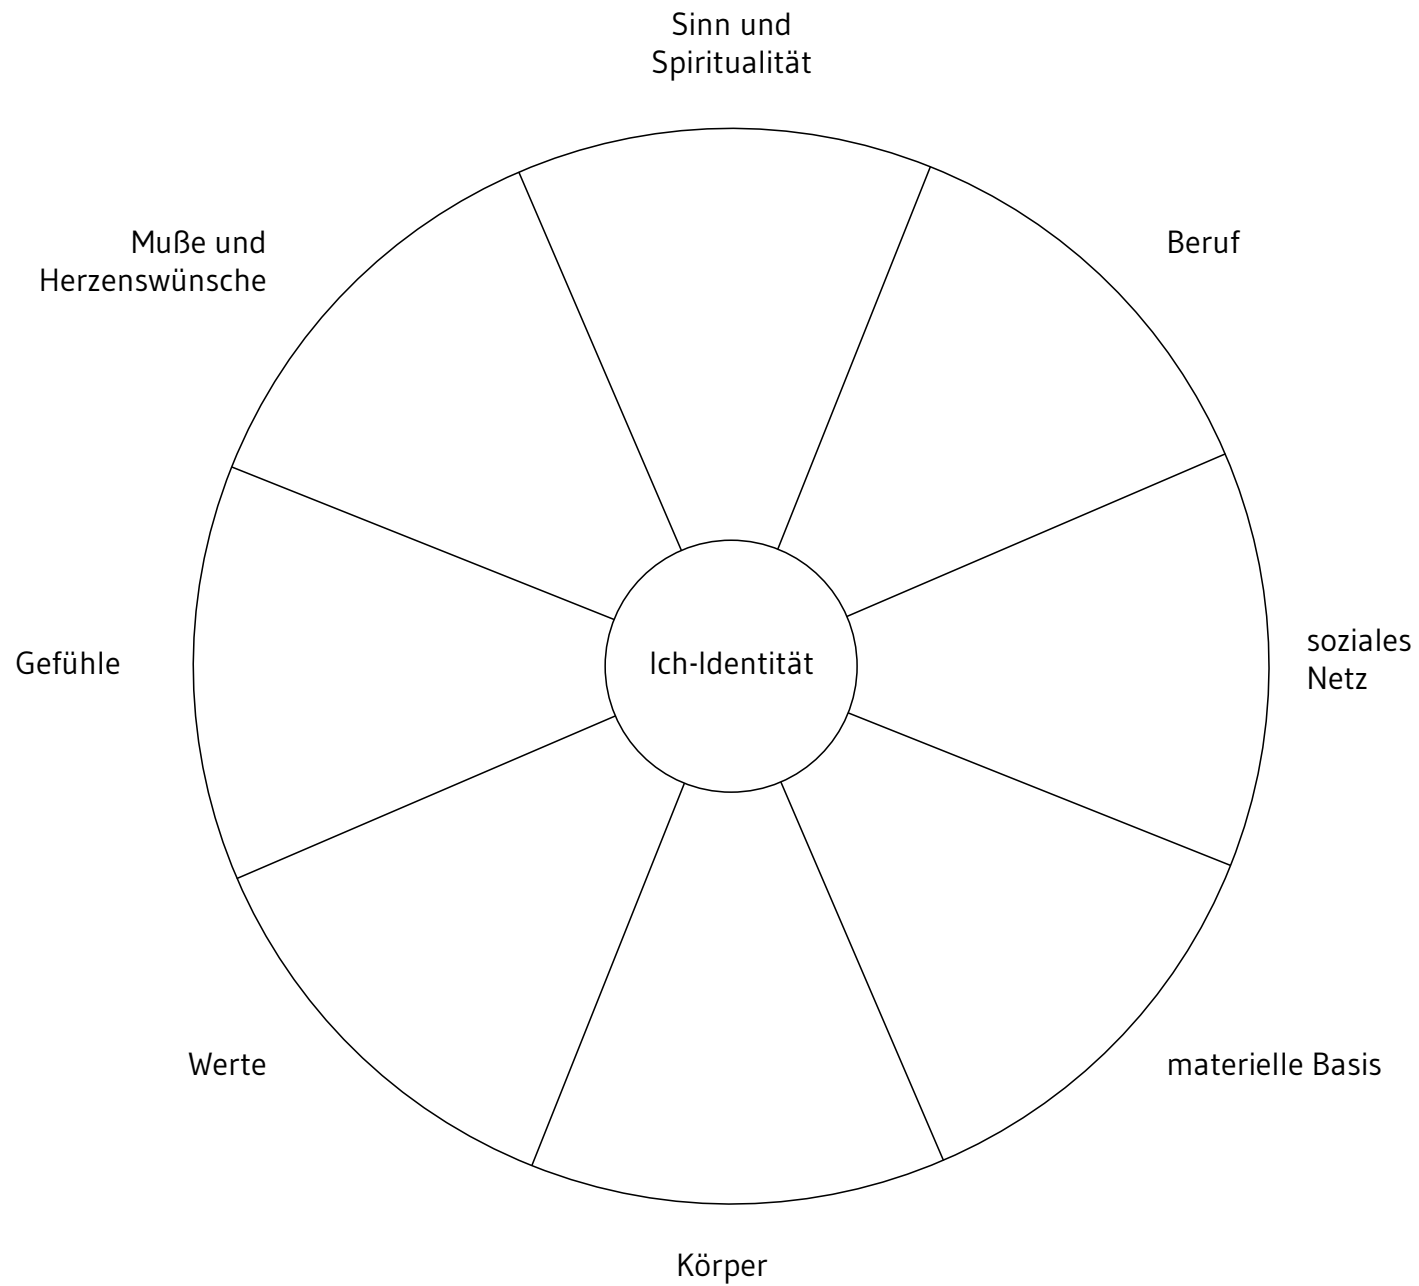 Sinn und
Spiritualität
Muße und
Herzenswünsche
Beruf
Gefühle
Ich-Identität
soziales
Netz
Werte
materielle Basis
Körper